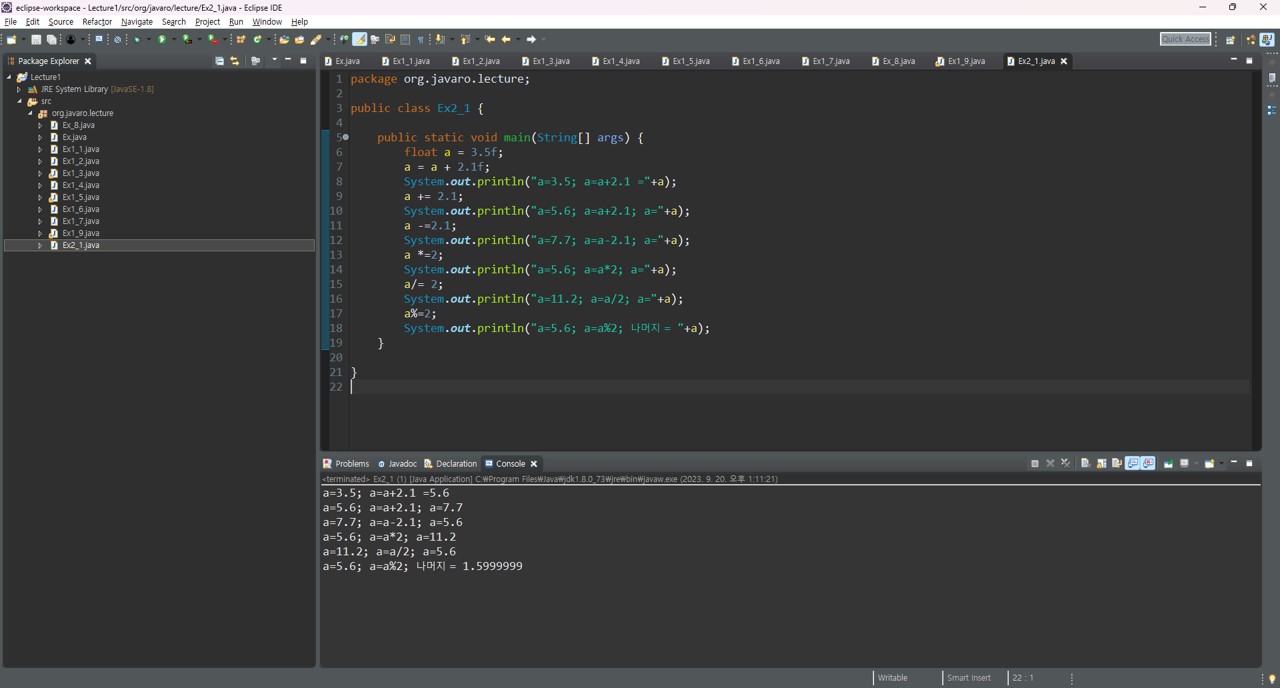 eclipse-workspace - Lecture1/src/org/javaro/lecture/Ex2_1.java - Eclipse IDE
File Edit Source Refactor Navigate Search Project Run Window Help
Quick Access
Package Explorer
Lecture1
JRE System Library [JavaSE-1.8]
src
org.javaro.lecture
Ex_8.java
Ex.java
Ex1_1.java
Ex1_2.java
Ex1_3.java
Ex1_4.java
Ex1_5.java
Ex1_6.java
Ex1_7.java
Ex1_9.java
Ex2_1.java
Ex.java Ex1_1.java Ex1_2.java Ex1_3.java Ex1_4.java Ex1_5.java Ex1_6.java Ex1_7.java Ex_8.java Ex1_9.java Ex2_1.java
1 package org.javaro.lecture;
2
3 public class Ex2_1 {
4
5 public static void main(String[] args) {
6 float a = 3.5f;
7 a = a + 2.1f;
8 System.out.println("a=3.5; a=a+2.1 ="+a);
9 a += 2.1;
10 System.out.println("a=5.6; a=a+2.1; a="+a);
11 a -=2.1;
12 System.out.println("a=7.7; a=a-2.1; a="+a);
13 a *=2;
14 System.out.println("a=5.6; a=a*2; a="+a);
15 a/= 2;
16 System.out.println("a=11.2; a=a/2; a="+a);
17 a%=2;
18 System.out.println("a=5.6; a=a%2; 나머지 = "+a);
19 }
20
21 }
22
Problems Javadoc Declaration Console
<terminated> Ex2_1 (1) [Java Application] C:₩Program Files₩Java₩jdk1.8.0_73₩jre₩bin₩javaw.exe (2023. 9. 20. 오후 1:11:21)
a=3.5; a=a+2.1 =5.6
a=5.6; a=a+2.1; a=7.7
a=7.7; a=a-2.1; a=5.6
a=5.6; a=a*2; a=11.2
a=11.2; a=a/2; a=5.6
a=5.6; a=a%2; 나머지 = 1.5999999
Writable Smart Insert 22 : 1